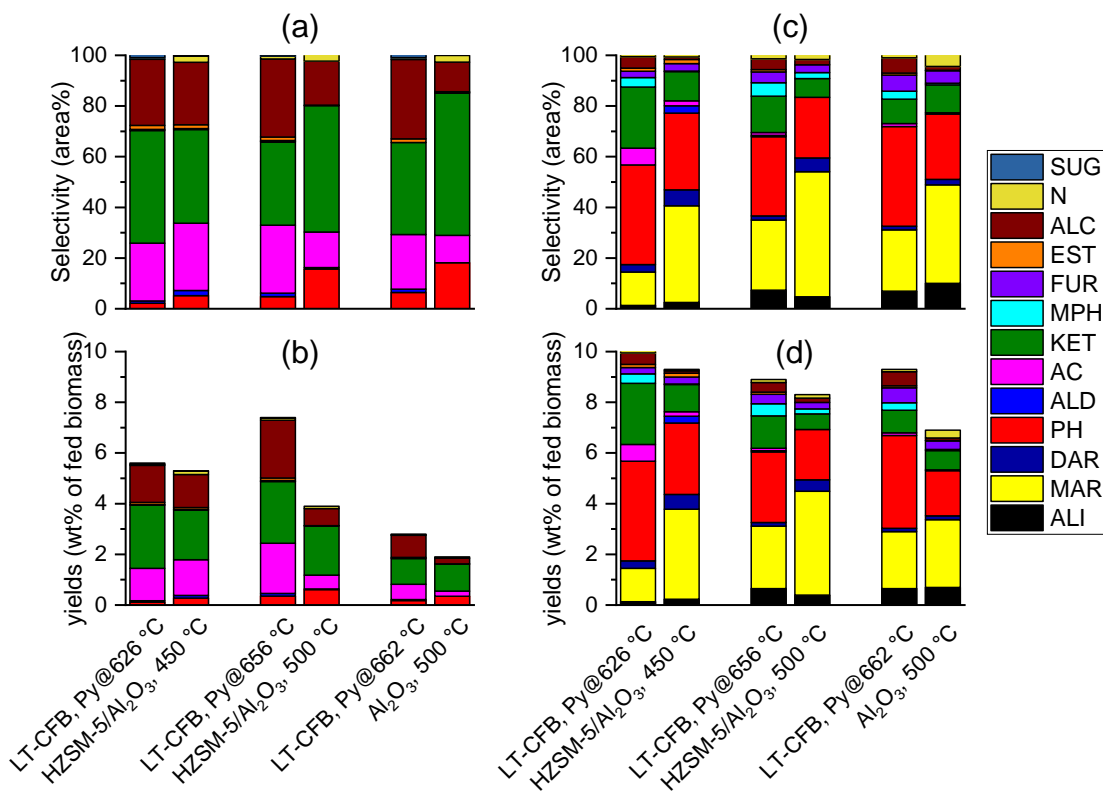 (a)
(c)
Selectivity (area%)
100
80
60
40
20
0
Selectivity (area%)
100
80
60
40
20
0
(b)
(d)
yields (wt% of fed biomass)
10
8
6
4
2
0
yields (wt% of fed biomass)
10
8
6
4
2
0
LT-CFB, Py@626 °C
HZSM-5/Al₂O₃, 450 °C
LT-CFB, Py@656 °C
HZSM-5/Al₂O₃, 500 °C
LT-CFB, Py@662 °C
Al₂O₃, 500 °C
LT-CFB, Py@626 °C
HZSM-5/Al₂O₃, 450 °C
LT-CFB, Py@656 °C
HZSM-5/Al₂O₃, 500 °C
LT-CFB, Py@662 °C
Al₂O₃, 500 °C
SUG
N
ALC
EST
FUR
MPH
KET
AC
ALD
PH
DAR
MAR
ALI